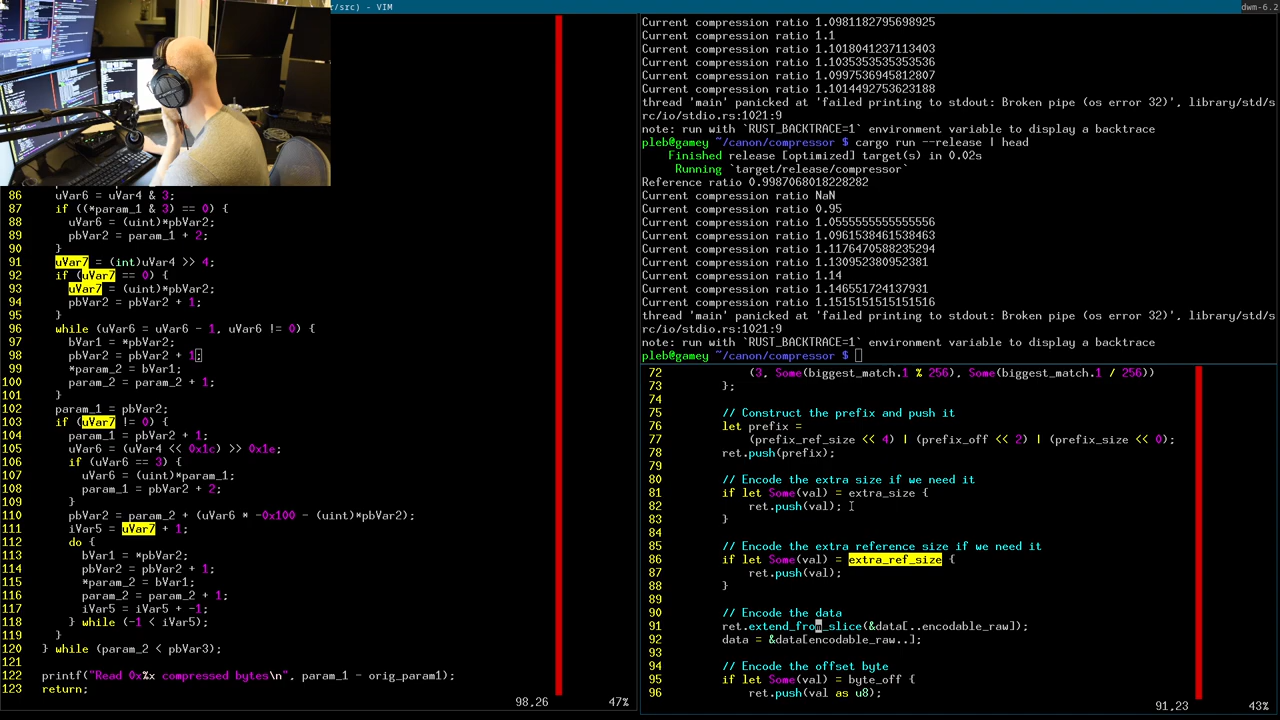 r/src) - VIM
dwm-6.2
86 uVar6 = uVar4 & 3;
87 if ((*param_1 & 3) == 0) {
88 uVar6 = (uint)*pbVar2;
89 pbVar2 = param_1 + 2;
90 }
91 uVar7 = (int)uVar4 >> 4;
92 if (uVar7 == 0) {
93 uVar7 = (uint)*pbVar2;
94 pbVar2 = pbVar2 + 1;
95 }
96 while (uVar6 = uVar6 - 1, uVar6 != 0) {
97 bVar1 = *pbVar2;
98 pbVar2 = pbVar2 + 1;
99 *param_2 = bVar1;
100 param_2 = param_2 + 1;
101 }
102 param_1 = pbVar2;
103 if (uVar7 != 0) {
104 param_1 = pbVar2 + 1;
105 uVar6 = (uVar4 << 0x1c) >> 0x1e;
106 if (uVar6 == 3) {
107 uVar6 = (uint)*param_1;
108 param_1 = pbVar2 + 2;
109 }
110 pbVar2 = param_2 + (uVar6 * -0x100 - (uint)*pbVar2);
111 iVar5 = uVar7 + 1;
112 do {
113 bVar1 = *pbVar2;
114 pbVar2 = pbVar2 + 1;
115 *param_2 = bVar1;
116 param_2 = param_2 + 1;
117 iVar5 = iVar5 + -1;
118 } while (-1 < iVar5);
119 }
120 } while (param_2 < pbVar3);
121
122 printf("Read 0x%x compressed bytes\n", param_1 - orig_param1);
123 return;
98,26 47%
Current compression ratio 1.0981182795698925
Current compression ratio 1.1
Current compression ratio 1.1018041237113403
Current compression ratio 1.1035353535353536
Current compression ratio 1.0997536945812807
Current compression ratio 1.1014492753623188
thread 'main' panicked at 'failed printing to stdout: Broken pipe (os error 32)', library/std/s
rc/io/stdio.rs:1021:9
note: run with `RUST_BACKTRACE=1` environment variable to display a backtrace
pleb@gamey ~/canon/compressor $ cargo run --release | head
Finished release [optimized] target(s) in 0.02s
Running `target/release/compressor`
Reference ratio 0.9987068018228282
Current compression ratio NaN
Current compression ratio 0.95
Current compression ratio 1.0555555555555556
Current compression ratio 1.0961538461538463
Current compression ratio 1.1176470588235294
Current compression ratio 1.130952380952381
Current compression ratio 1.14
Current compression ratio 1.146551724137931
Current compression ratio 1.1515151515151516
thread 'main' panicked at 'failed printing to stdout: Broken pipe (os error 32)', library/std/s
rc/io/stdio.rs:1021:9
note: run with `RUST_BACKTRACE=1` environment variable to display a backtrace
pleb@gamey ~/canon/compressor $
72 (3, Some(biggest_match.1 % 256), Some(biggest_match.1 / 256))
73 };
74
75 // Construct the prefix and push it
76 let prefix =
77 (prefix_ref_size << 4) | (prefix_off << 2) | (prefix_size << 0);
78 ret.push(prefix);
79
80 // Encode the extra size if we need it
81 if let Some(val) = extra_size {
82 ret.push(val);
83 }
84
85 // Encode the extra reference size if we need it
86 if let Some(val) = extra_ref_size {
87 ret.push(val);
88 }
89
90 // Encode the data
91 ret.extend_from_slice(&data[..encodable_raw]);
92 data = &data[encodable_raw..];
93
94 // Encode the offset byte
95 if let Some(val) = byte_off {
96 ret.push(val as u8);
91,23 43%